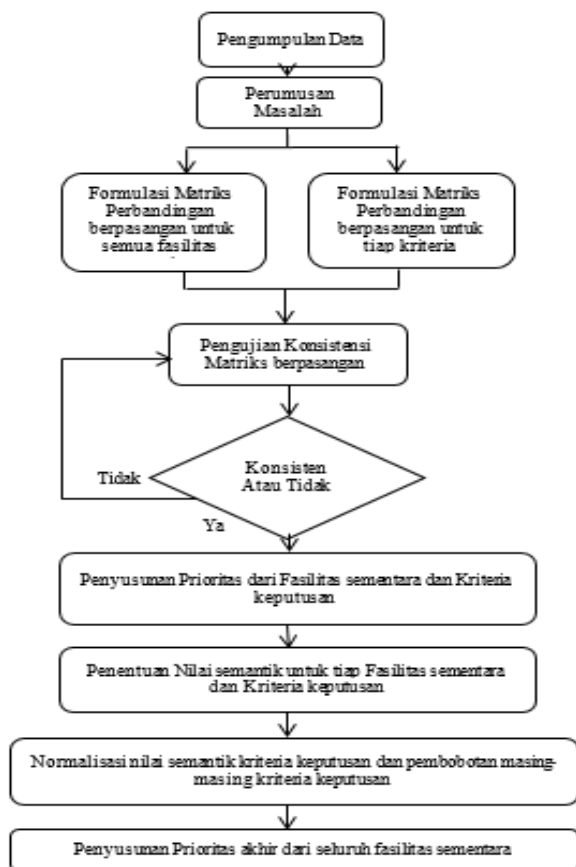 Pengumpulan Data
Perumusan
Masalah
Formulasi Matriks
Perbandingan
berpasangan untuk
semua fasilitas
Formulasi Matriks
Perbandingan
berpasangan untuk
tiap kriteria
Pengujian Konsistensi
Matriks berpasangan
Konsisten
Atau Tidak
Tidak
Ya
Penyusunan Prioritas dari Fasilitas sementara dan Kriteria
keputusan
Penentuan Nilai semantik untuk tiap Fasilitas sementara
dan Kriteria keputusan
Normalisasi nilai semantik kriteria keputusan dan pembobotan masing-
masing kriteria keputusan
Penyusunan Prioritas akhir dari seluruh fasilitas sementara